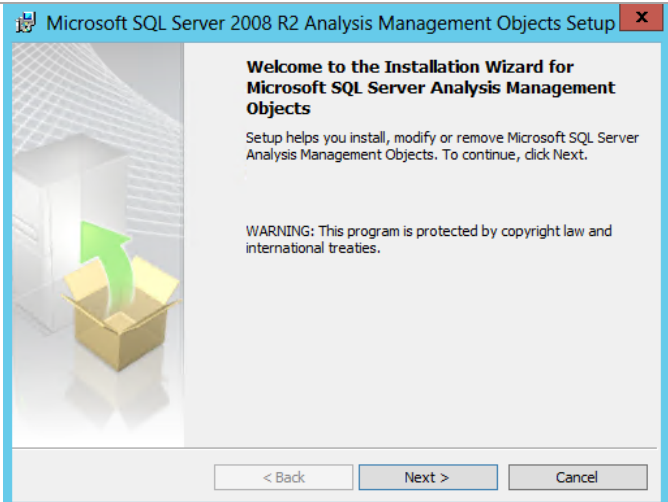 Microsoft SQL Server 2008 R2 Analysis Management Objects Setup
x
Welcome to the Installation Wizard for
Microsoft SQL Server Analysis Management
Objects
Setup helps you install, modify or remove Microsoft SQL Server
Analysis Management Objects. To continue, click Next.
WARNING: This program is protected by copyright law and
international treaties.
< Back
Next >
Cancel